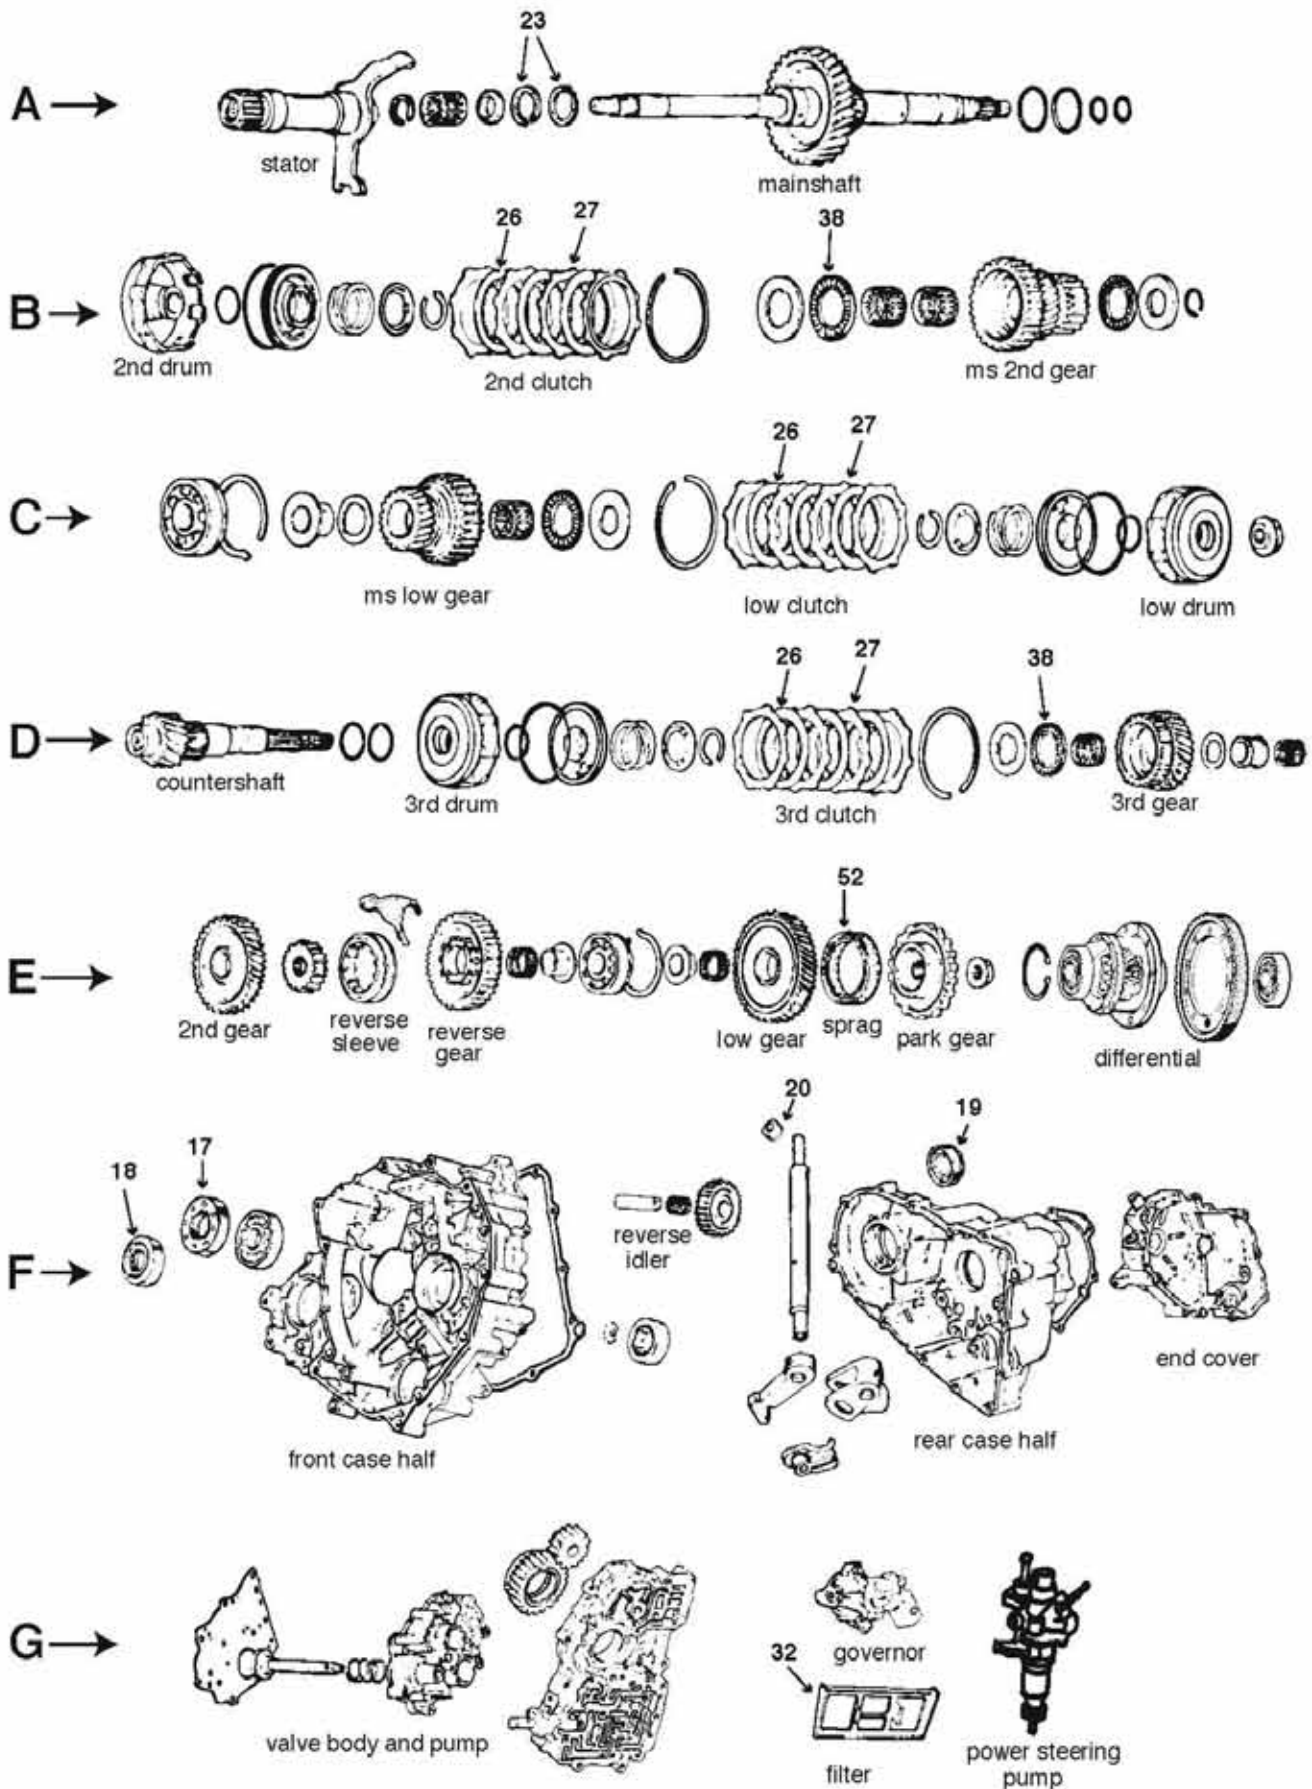 23
A
stator
mainshaft
26
27
38
B
2nd drum
2nd clutch
ms 2nd gear
26
27
C
ms low gear
low clutch
low drum
26
27
38
D
countershaft
3rd drum
3rd clutch
3rd gear
52
E
2nd gear
reverse
sleeve
reverse
gear
low gear
sprag
park gear
differential
20
19
17
18
F
reverse
idler
end cover
front case half
rear case half
G
governor
32
valve body and pump
filter
power steering
pump